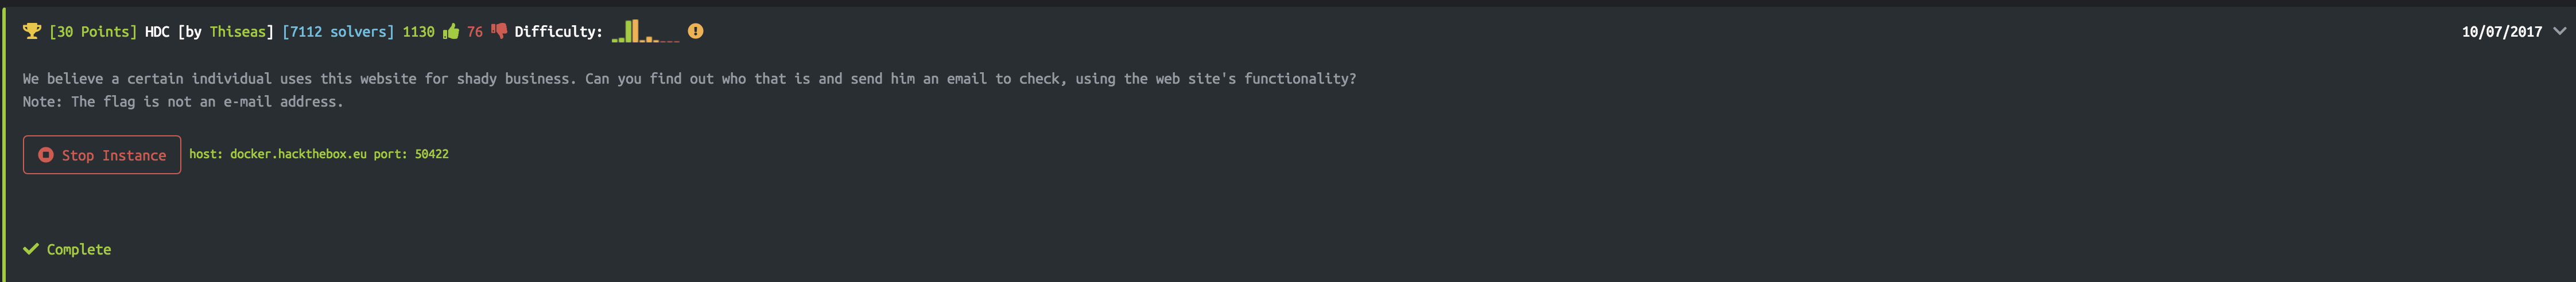 [30 Points] HDC [by Thiseas] [7112 solvers] 1130 76 Difficulty: 10/07/2017
We believe a certain individual uses this website for shady business. Can you find out who that is and send him an email to check, using the web site's functionality?
Note: The flag is not an e-mail address.
Stop Instance host: docker.hackthebox.eu port: 50422
Complete